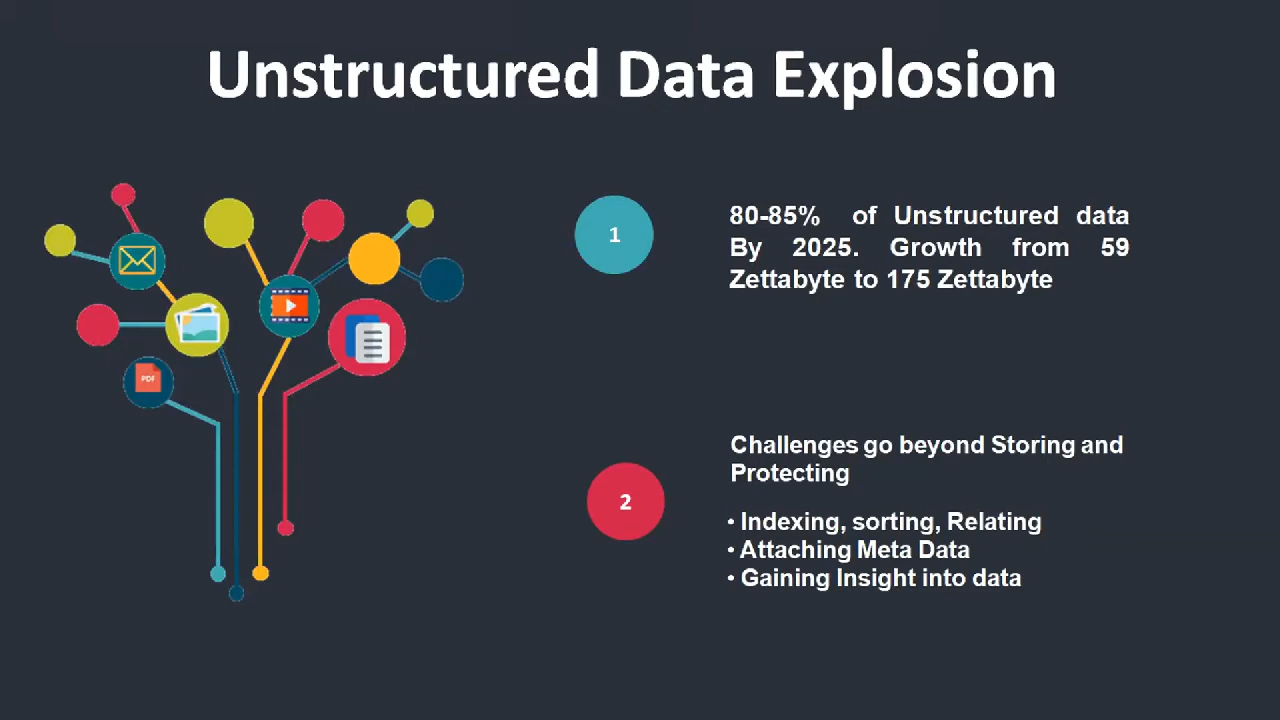 Unstructured Data Explosion
1
80-85% of Unstructured data
By 2025. Growth from 59
Zettabyte to 175 Zettabyte
PDF
Challenges go beyond Storing and
Protecting
2
• Indexing, sorting, Relating
• Attaching Meta Data
• Gaining Insight into data